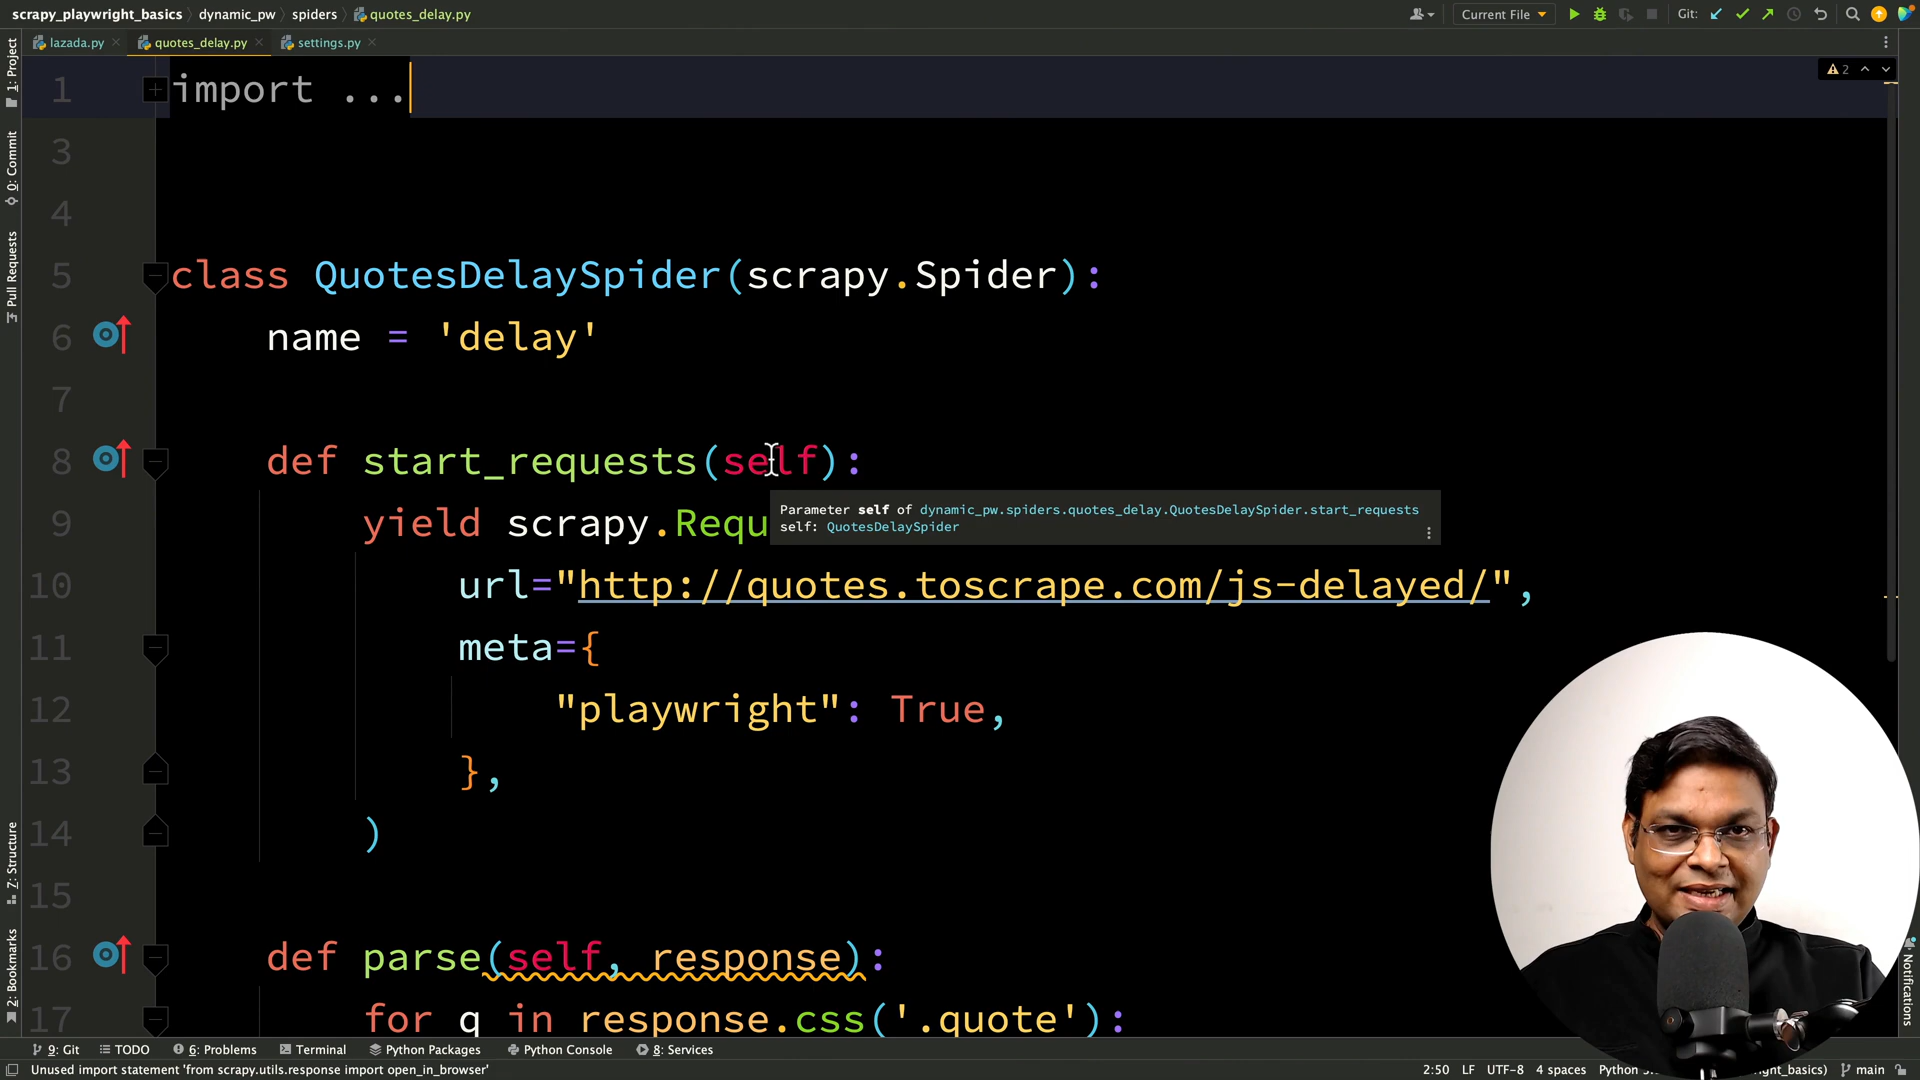 scrapy_playwright_basics dynamic_pw spiders quotes_delay.py Current File Git:
lazada.py quotes_delay.py settings.py
1: Project
0: Commit
Pull Requests
Z: Structure
2: Bookmarks
Notifications
2
1 import ...
3
4
5 class QuotesDelaySpider(scrapy.Spider):
6 name = 'delay'
7
8 def start_requests(self):
9 yield scrapy.Requ
Parameter self of dynamic_pw.spiders.quotes_delay.QuotesDelaySpider.start_requests
self: QuotesDelaySpider
10 url="http://quotes.toscrape.com/js-delayed/",
11 meta={
12 "playwright": True,
13 },
14 )
15
16 def parse(self, response):
17 for q in response.css('.quote'):
9: Git TODO 6: Problems Terminal Python Packages Python Console 8: Services
Unused import statement 'from scrapy.utils.response import open_in_browser' 2:50 LF UTF-8 4 spaces Python main